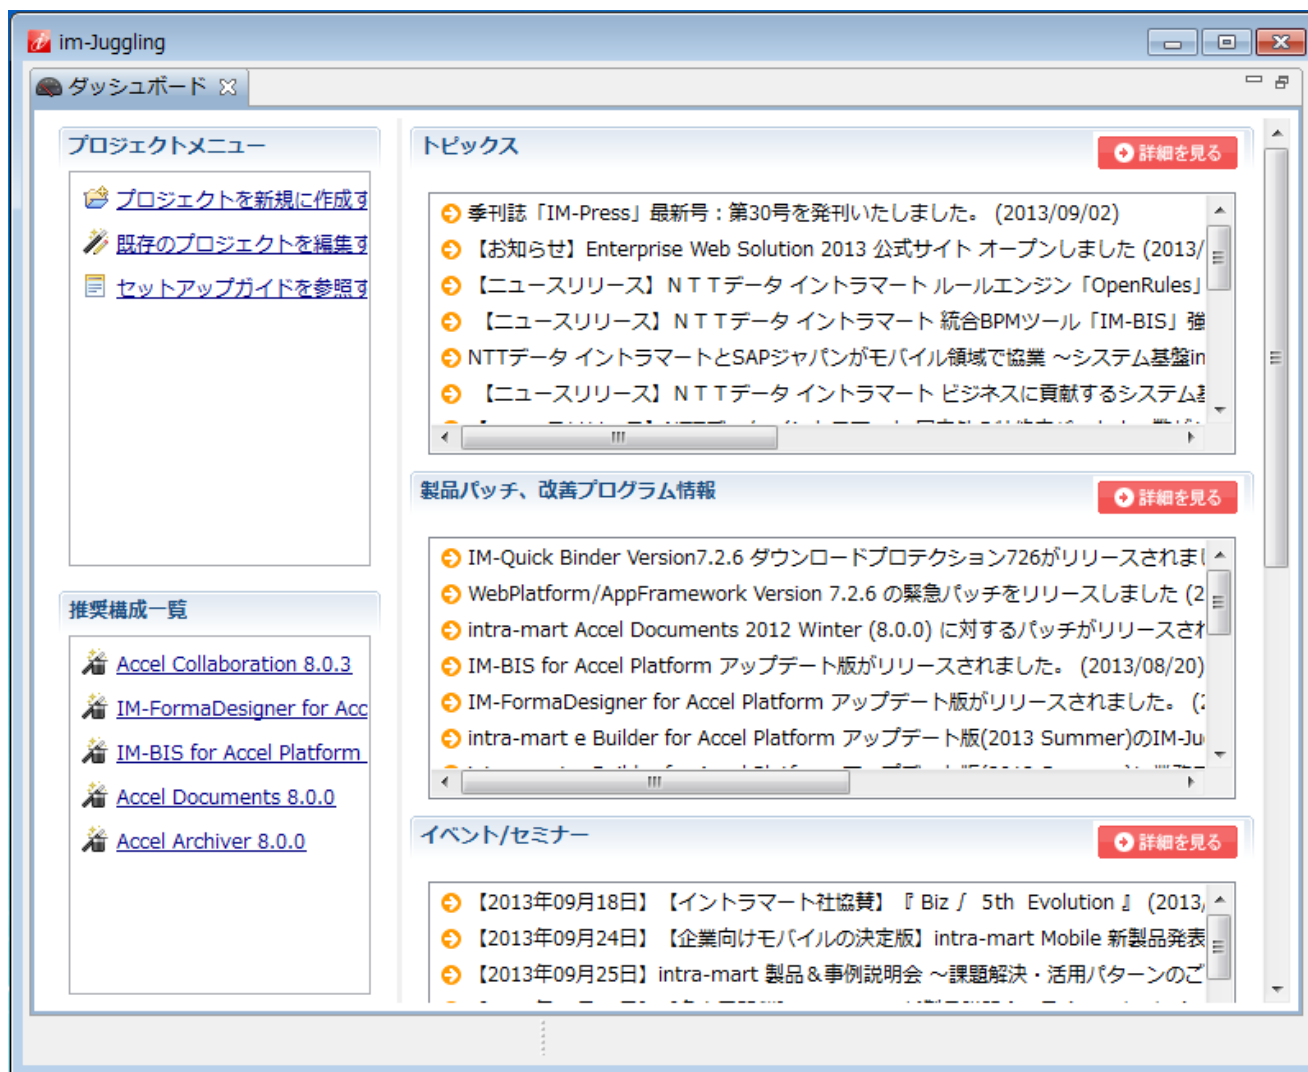 im-Juggling
ダッシュボード
プロジェクトメニュー
プロジェクトを新規に作成す
既存のプロジェクトを編集す
セットアップガイドを参照す
推奨構成一覧
Accel Collaboration 8.0.3
IM-FormaDesigner for Acc
IM-BIS for Accel Platform
Accel Documents 8.0.0
Accel Archiver 8.0.0
トピックス
詳細を見る
季刊誌「IM-Press」最新号：第30号を発刊いたしました。 (2013/09/02)
【お知らせ】Enterprise Web Solution 2013 公式サイト オープンしました (2013/
【ニュースリリース】ＮＴＴデータ イントラマート ルールエンジン「OpenRules」
【ニュースリリース】ＮＴＴデータ イントラマート 統合BPMツール「IM-BIS」強
NTTデータ イントラマートとSAPジャパンがモバイル領域で協業 ～システム基盤in
【ニュースリリース】ＮＴＴデータ イントラマート ビジネスに貢献するシステム基
製品パッチ、改善プログラム情報
詳細を見る
IM-Quick Binder Version7.2.6 ダウンロードプロテクション726がリリースされまし
WebPlatform/AppFramework Version 7.2.6 の緊急パッチをリリースしました (2
intra-mart Accel Documents 2012 Winter (8.0.0) に対するパッチがリリースされ
IM-BIS for Accel Platform アップデート版がリリースされました。 (2013/08/20)
IM-FormaDesigner for Accel Platform アップデート版がリリースされました。 (2
intra-mart e Builder for Accel Platform アップデート版(2013 Summer)のIM-Ju
イベント/セミナー
詳細を見る
【2013年09月18日】【イントラマート社協賛】『 Biz ∫ 5th Evolution 』 (2013,
【2013年09月24日】【企業向けモバイルの決定版】intra-mart Mobile 新製品発表
【2013年09月25日】intra-mart 製品＆事例説明会 ～課題解決・活用パターンのご